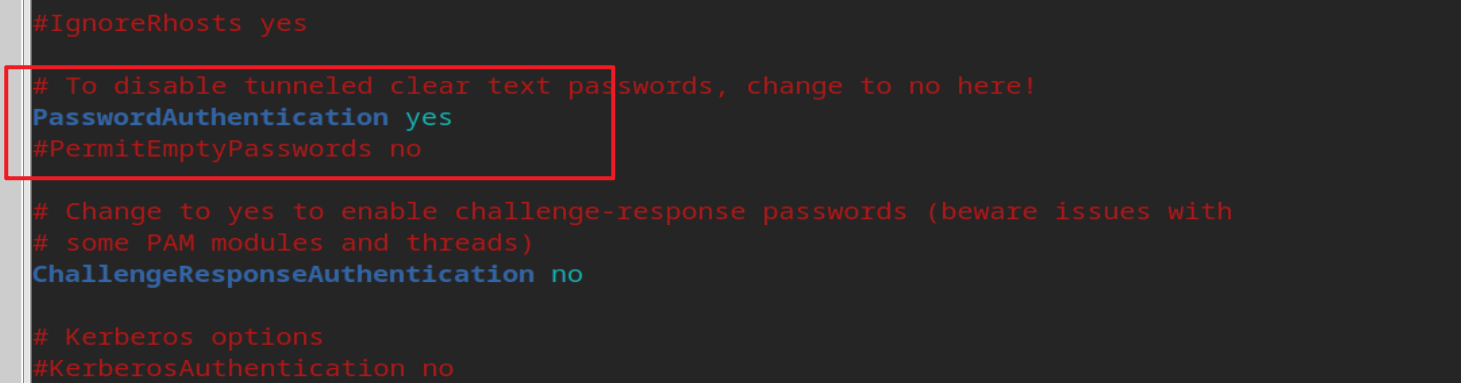 #IgnoreRhosts yes
# To disable tunneled clear text passwords, change to no here!
PasswordAuthentication yes
#PermitEmptyPasswords no
# Change to yes to enable challenge-response passwords (beware issues with
# some PAM modules and threads)
ChallengeResponseAuthentication no
# Kerberos options
#KerberosAuthentication no